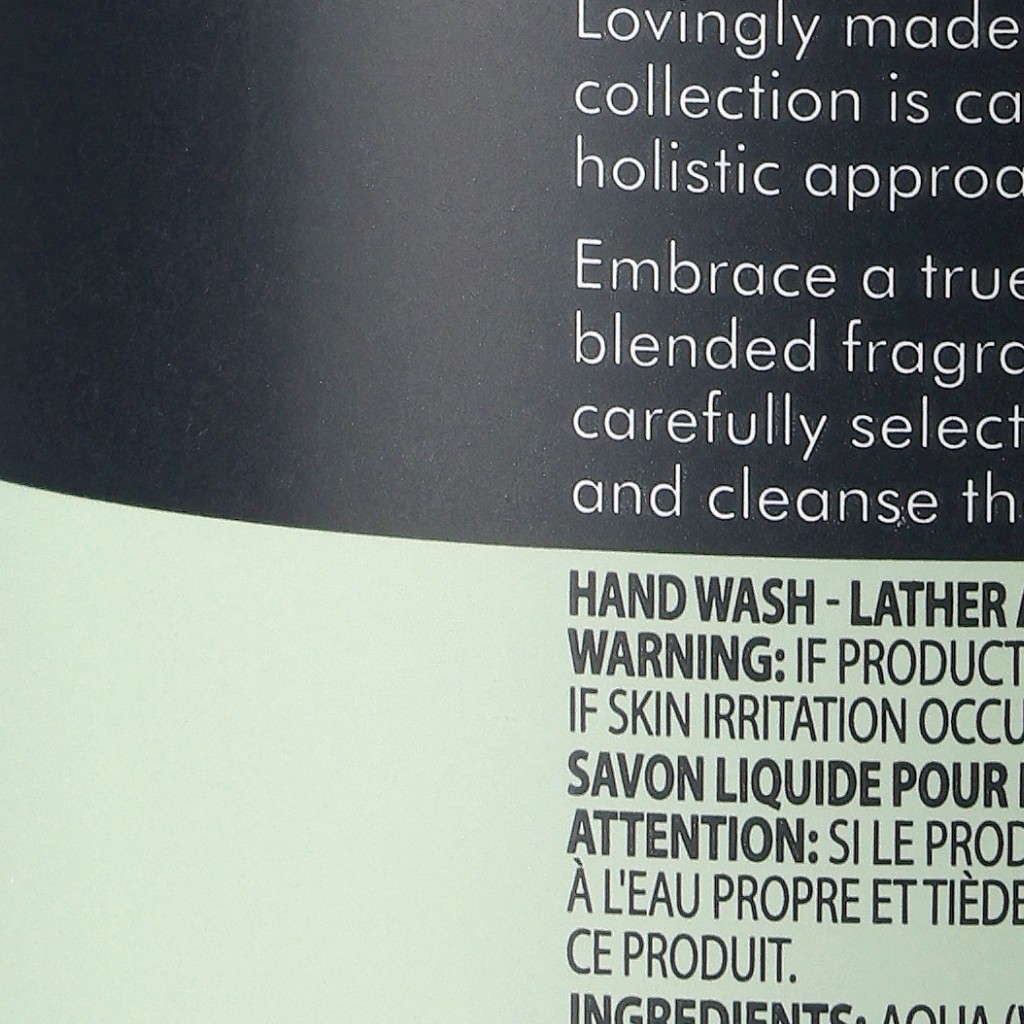 Lovingly made
collection is ca
holistic approa
Embrace a true
blended fragra
carefully select
and cleanse th
HAND WASH - LATHER A
WARNING: IF PRODUCT
IF SKIN IRRITATION OCCU
SAVON LIQUIDE POUR
ATTENTION: SI LE PROD
À L'EAU PROPRE ET TIÈDE
CE PRODUIT.
INGREDIENTS: AQUA (